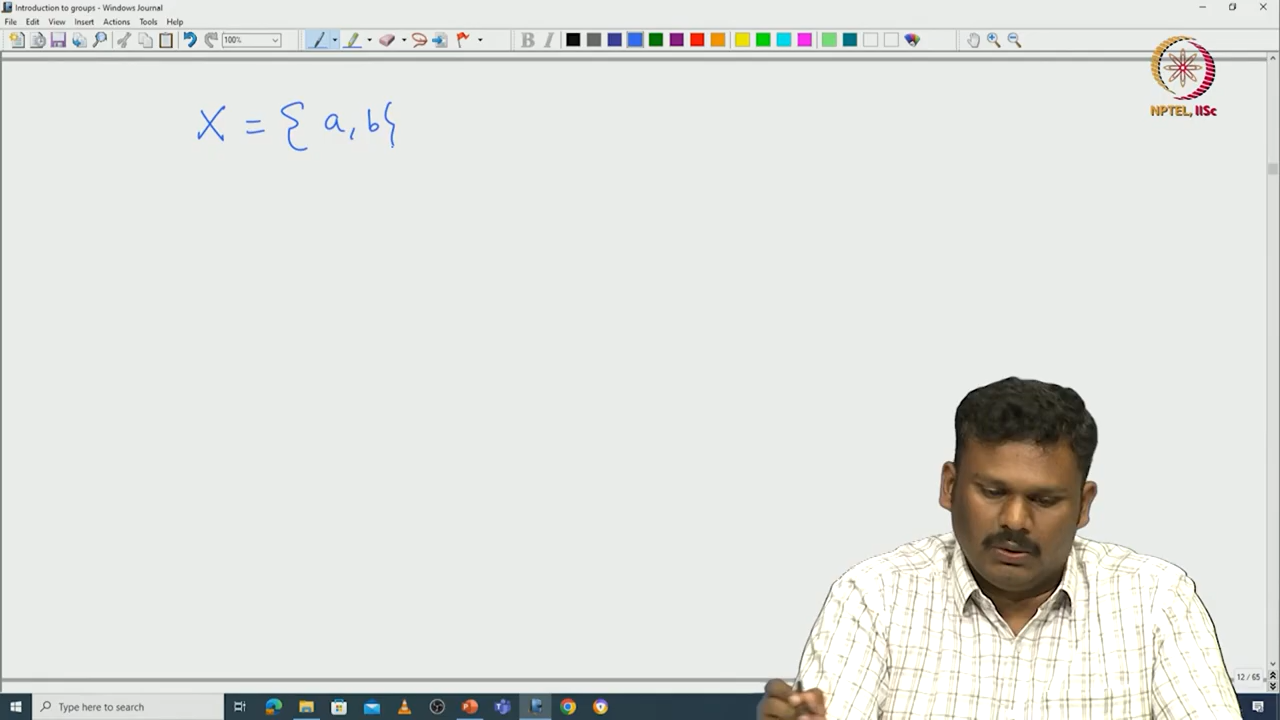 Introduction to groups - Windows Journal
File Edit View Insert Actions Tools Help
100%
B I
X = { a, b}
NPTEL, IISc
12 / 65
Type here to search